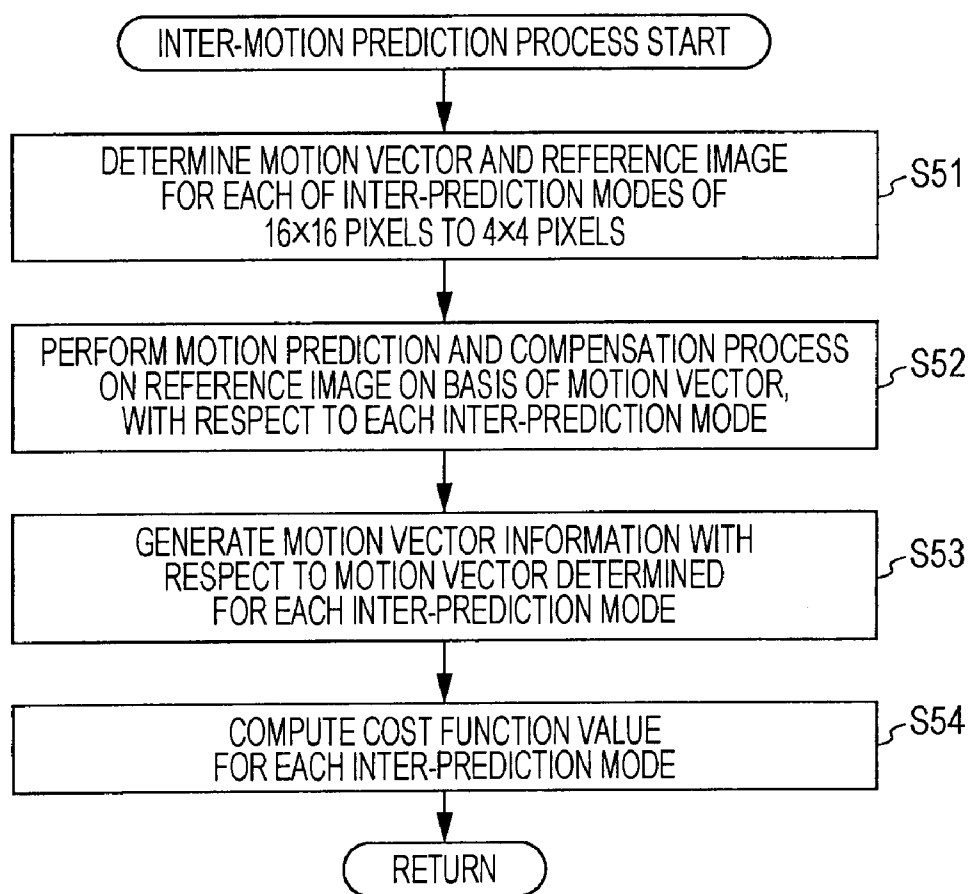 INTER-MOTION PREDICTION PROCESS START
DETERMINE MOTION VECTOR AND REFERENCE IMAGE
FOR EACH OF INTER-PREDICTION MODES OF
16×16 PIXELS TO 4×4 PIXELS
S51
PERFORM MOTION PREDICTION AND COMPENSATION PROCESS
ON REFERENCE IMAGE ON BASIS OF MOTION VECTOR,
WITH RESPECT TO EACH INTER-PREDICTION MODE
S52
GENERATE MOTION VECTOR INFORMATION WITH
RESPECT TO MOTION VECTOR DETERMINED
FOR EACH INTER-PREDICTION MODE
S53
COMPUTE COST FUNCTION VALUE
FOR EACH INTER-PREDICTION MODE
S54
RETURN